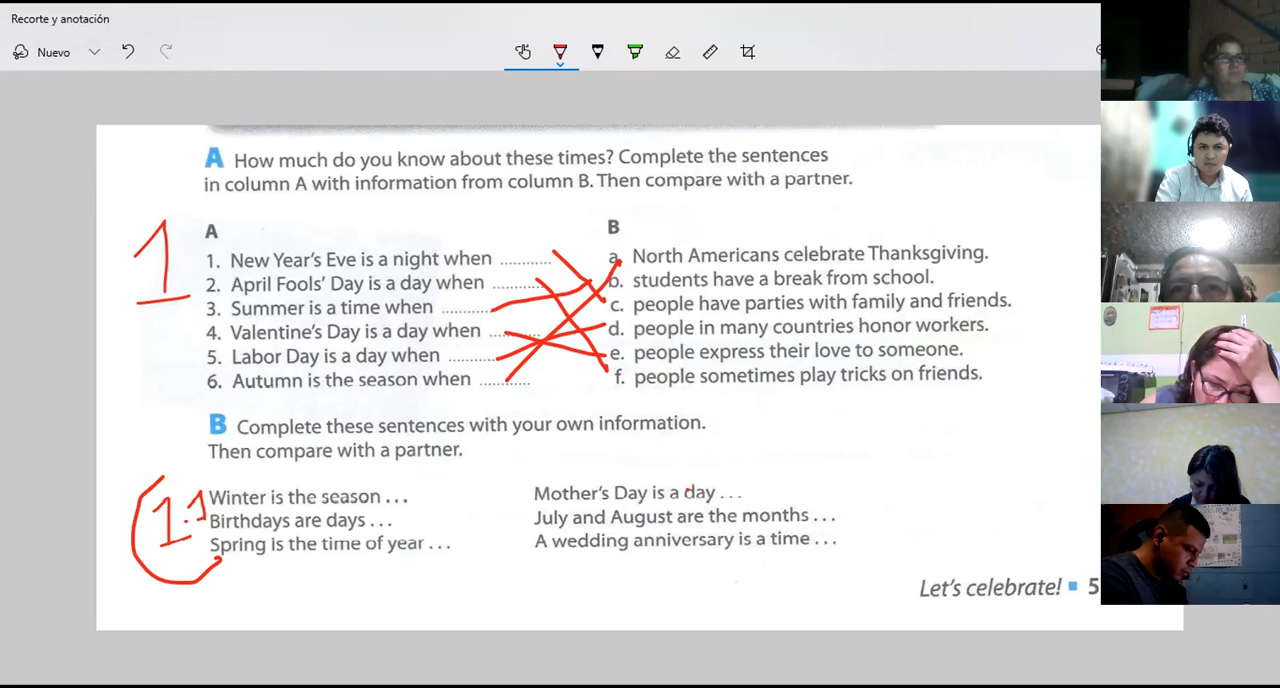 Recorte y anotación
Nuevo
A How much do you know about these times? Complete the sentences
in column A with information from column B. Then compare with a partner.
1
A
1. New Year's Eve is a night when ..........
2. April Fools' Day is a day when ..........
3. Summer is a time when ..........
4. Valentine's Day is a day when ..........
5. Labor Day is a day when ..........
6. Autumn is the season when ..........
B
a. North Americans celebrate Thanksgiving.
b. students have a break from school.
c. people have parties with family and friends.
d. people in many countries honor workers.
e. people express their love to someone.
f. people sometimes play tricks on friends.
B Complete these sentences with your own information.
Then compare with a partner.
1.1
Winter is the season . . .
Birthdays are days . . .
Spring is the time of year . . .
Mother's Day is a day . . .
July and August are the months . . .
A wedding anniversary is a time . . .
Let's celebrate! ▪ 5